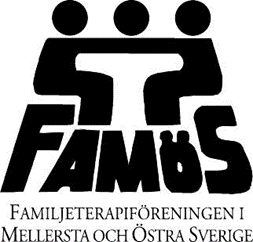 FAMÖS
FAMILJETERAPIFÖRENINGEN I
MELLERSTA OCH ÖSTRA SVERIGE